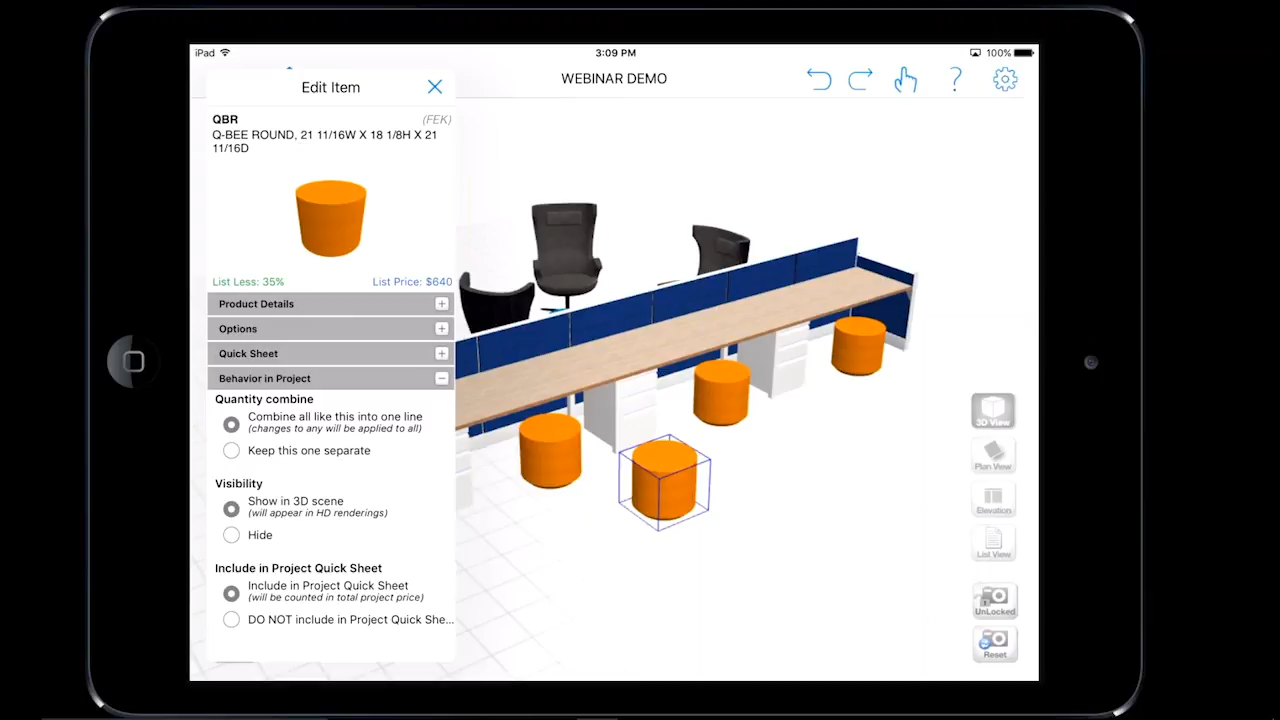 iPad
3:09 PM
100%
Edit Item
WEBINAR DEMO
?
QBR
(FEK)
Q-BEE ROUND, 21 11/16W X 18 1/8H X 21
11/16D
List Less: 35%
List Price: $640
Product Details
Options
Quick Sheet
Behavior in Project
Quantity combine
Combine all like this into one line
(changes to any will be applied to all)
Keep this one separate
Visibility
Show in 3D scene
(will appear in HD renderings)
Hide
Include in Project Quick Sheet
Include in Project Quick Sheet
(will be counted in total project price)
DO NOT include in Project Quick She...
3D View
Plan View
Elevation
List View
UnLocked
Reset